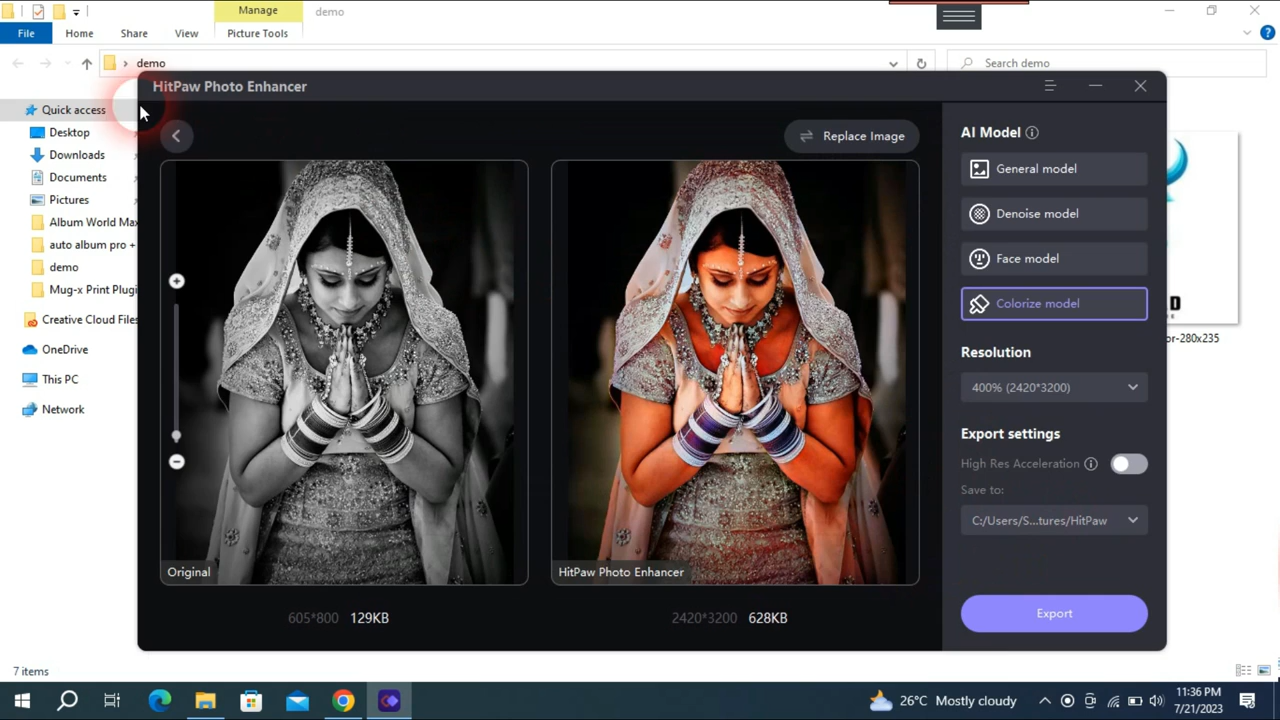 Manage
demo
File
Home
Share
View
Picture Tools
demo
Search demo
HitPaw Photo Enhancer
Quick access
Desktop
Downloads
Documents
Pictures
Album World Max
auto album pro +
demo
Mug-x Print Plugi
Creative Cloud Files
OneDrive
This PC
Network
Replace Image
Original
HitPaw Photo Enhancer
605*800 129KB
2420*3200 628KB
AI Model
General model
Denoise model
Face model
Colorize model
Resolution
400% (2420*3200)
Export settings
High Res Acceleration
Save to:
C:/Users/S...tures/HitPaw
Export
D
or-280x235
7 items
26°C Mostly cloudy
11:36 PM
7/21/2023